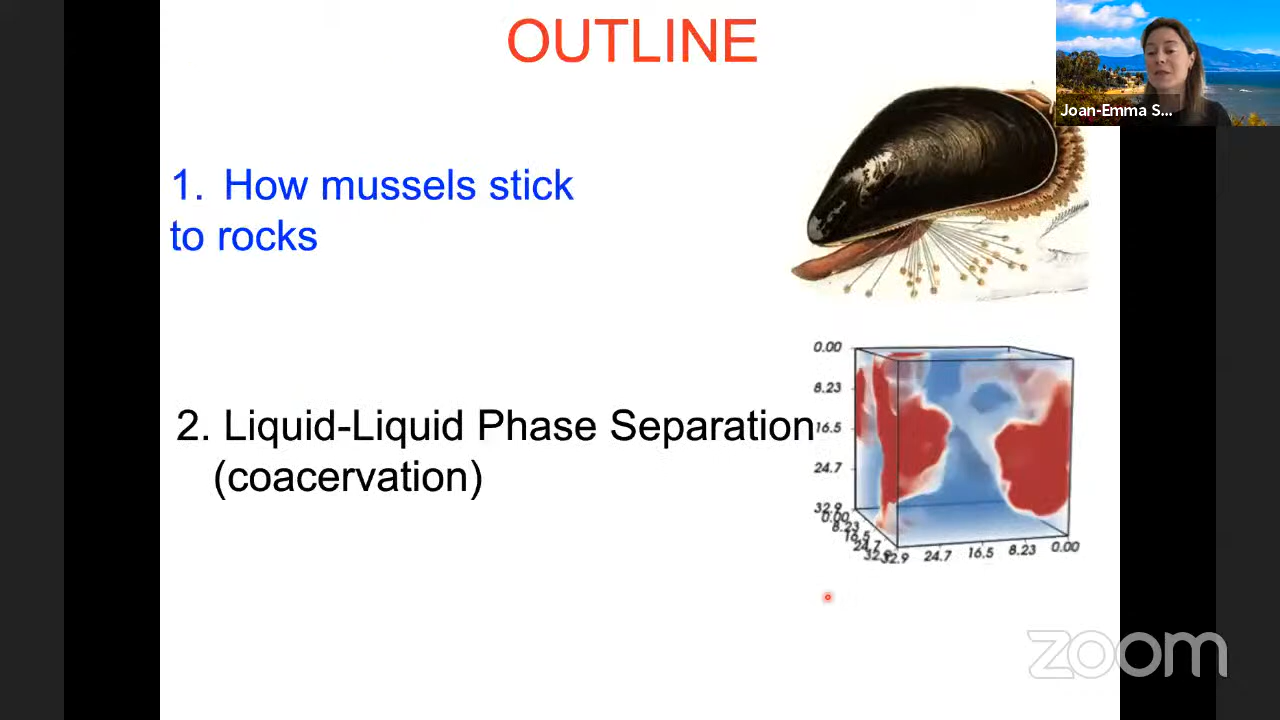 OUTLINE
Joan-Emma S...
1. How mussels stick
to rocks
2. Liquid-Liquid Phase Separation
(coacervation)
0.00
8.23
16.5
24.7
32.9
0.00
8.23
16.5
24.7
32.9
32.9
24.7
16.5
8.23
0.00
zoom